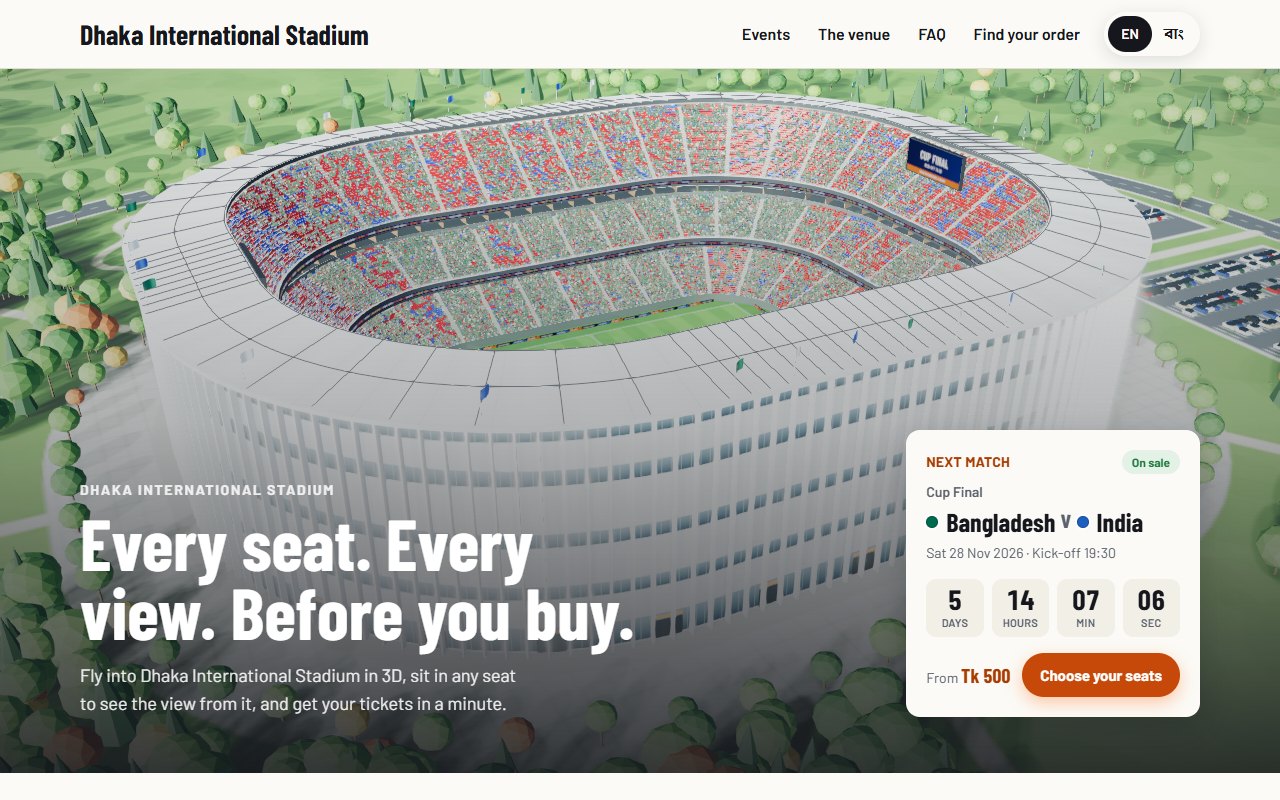 Dhaka International Stadium
Events
The venue
FAQ
Find your order
EN
বাং
CUP FINAL
DHAKA INTERNATIONAL STADIUM
Every seat. Every
view. Before you buy.
Fly into Dhaka International Stadium in 3D, sit in any seat
to see the view from it, and get your tickets in a minute.
NEXT MATCH
On sale
Cup Final
Bangladesh V India
Sat 28 Nov 2026 · Kick-off 19:30
5 14 07 06
DAYS HOURS MIN SEC
From Tk 500
Choose your seats